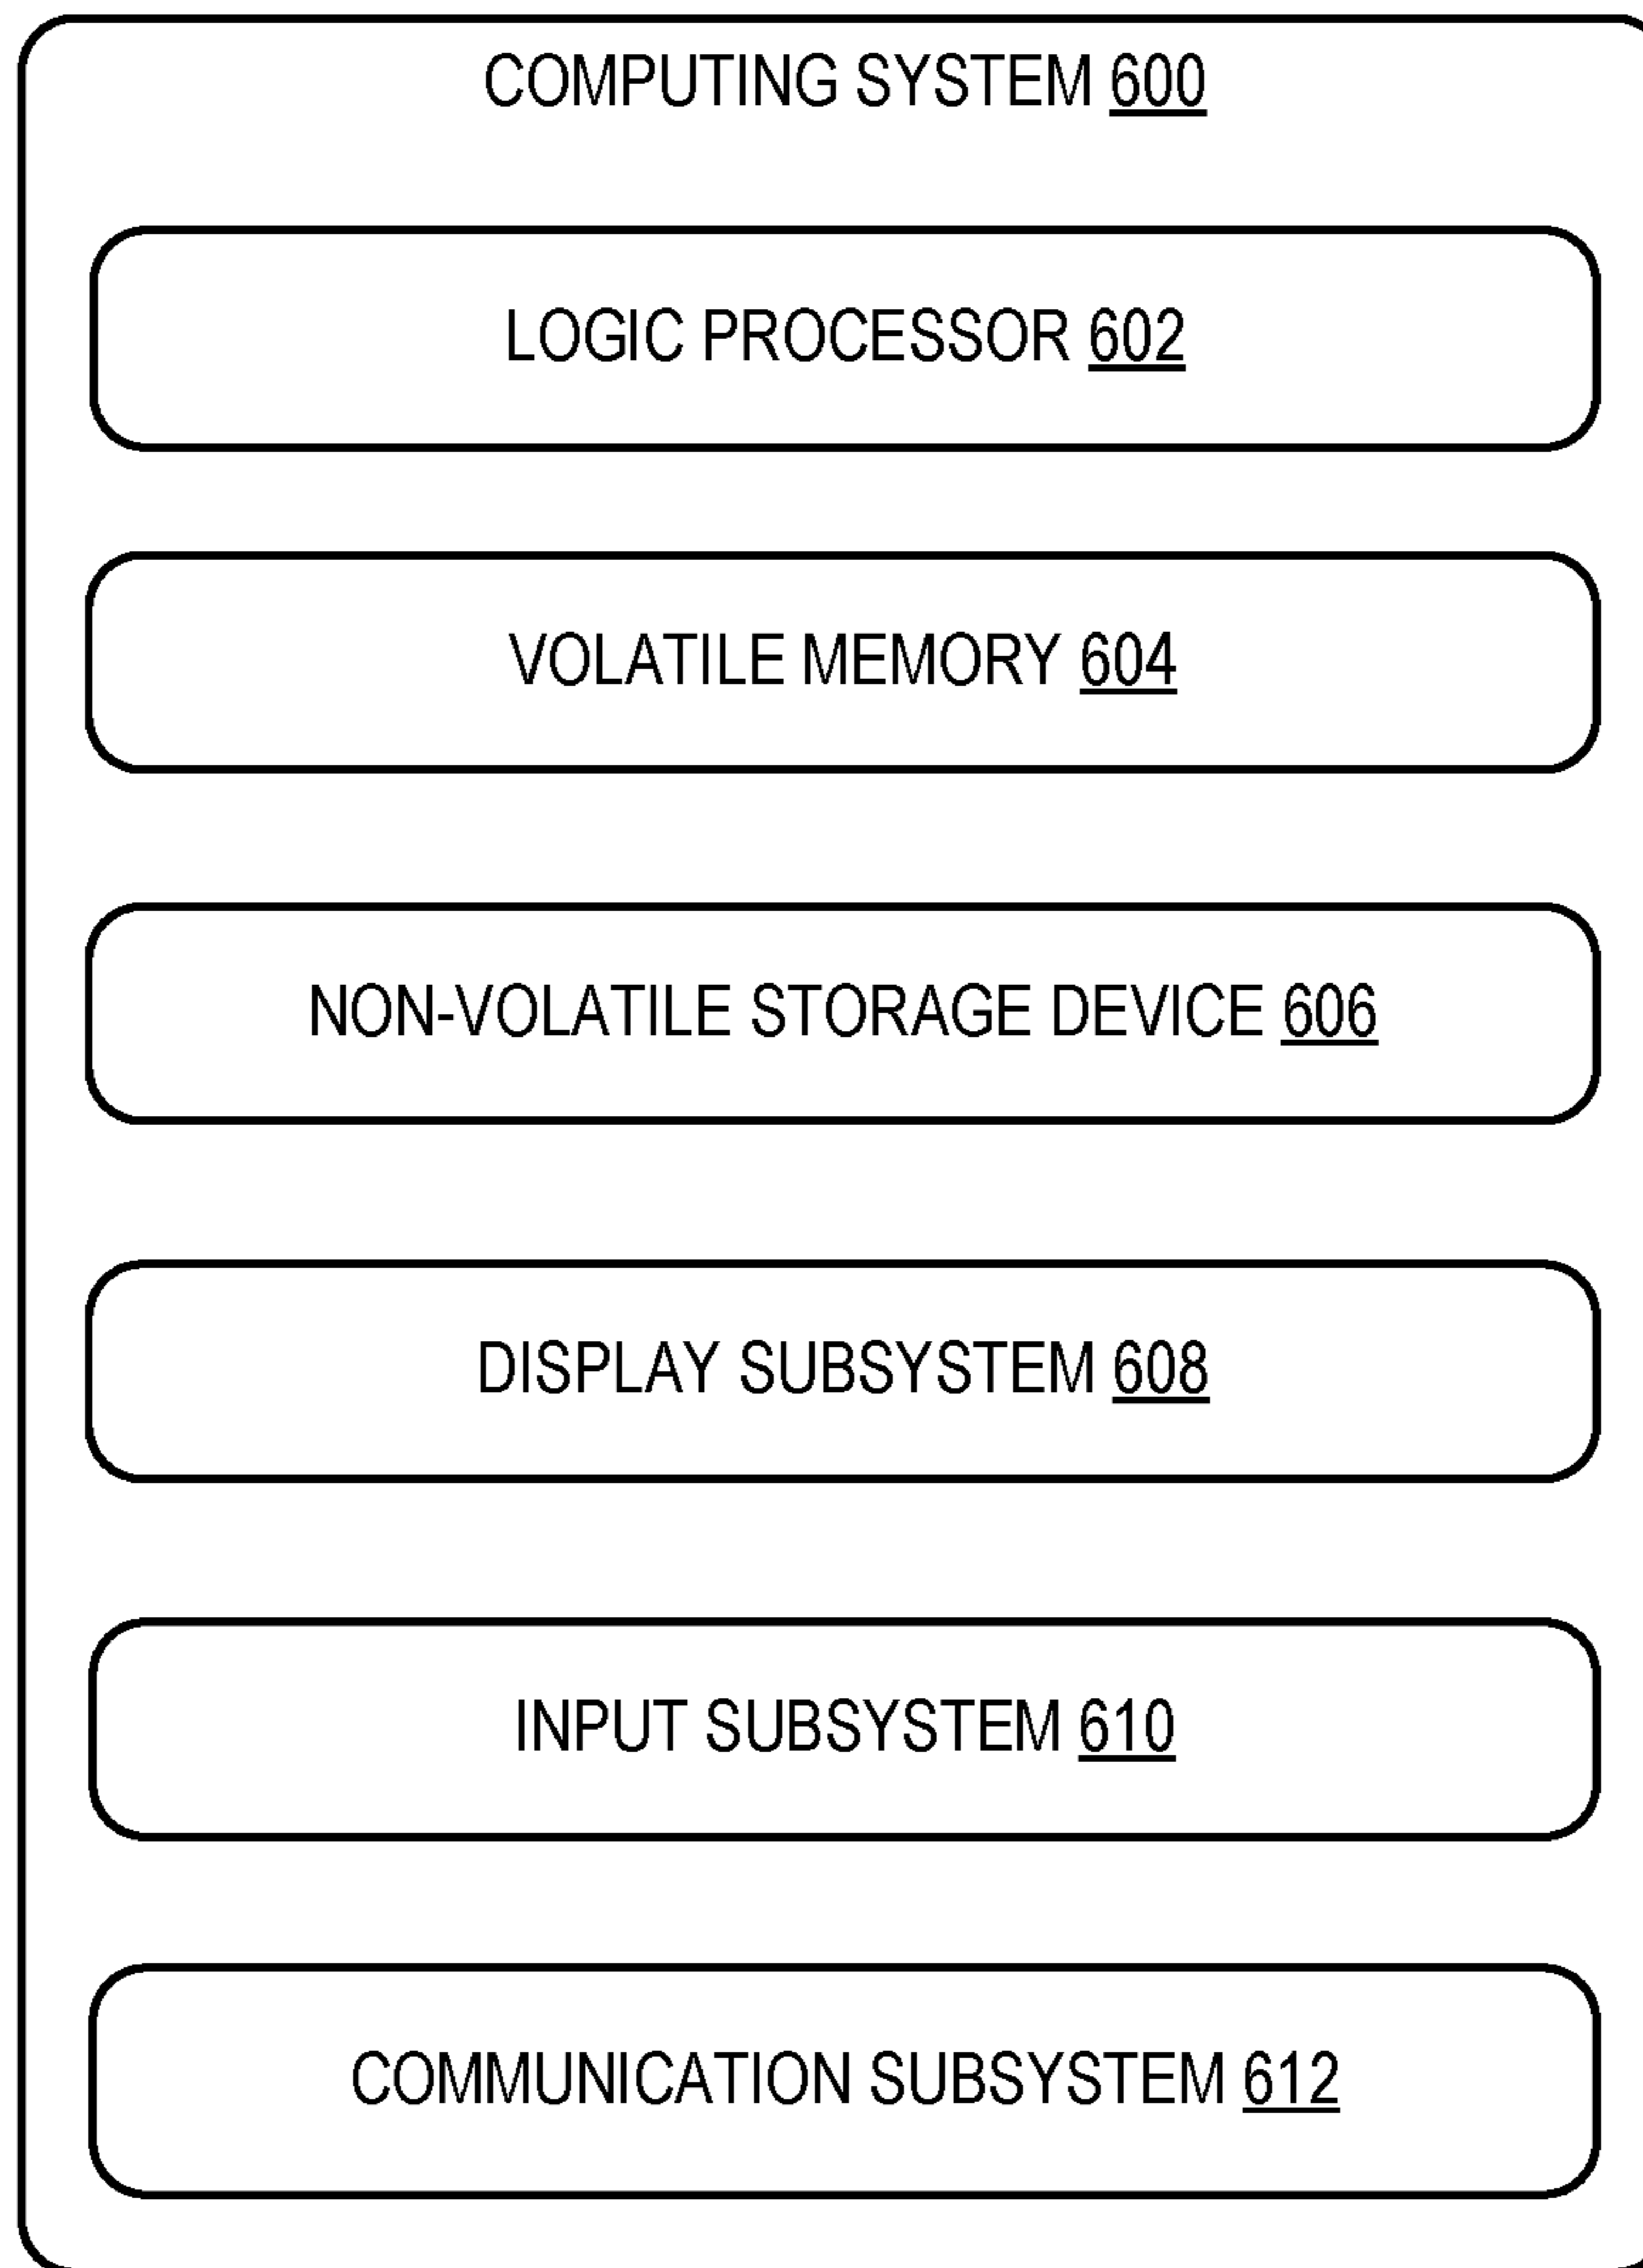 COMPUTING SYSTEM 600
LOGIC PROCESSOR 602
VOLATILE MEMORY 604
NON-VOLATILE STORAGE DEVICE 606
DISPLAY SUBSYSTEM 608
INPUT SUBSYSTEM 610
COMMUNICATION SUBSYSTEM 612